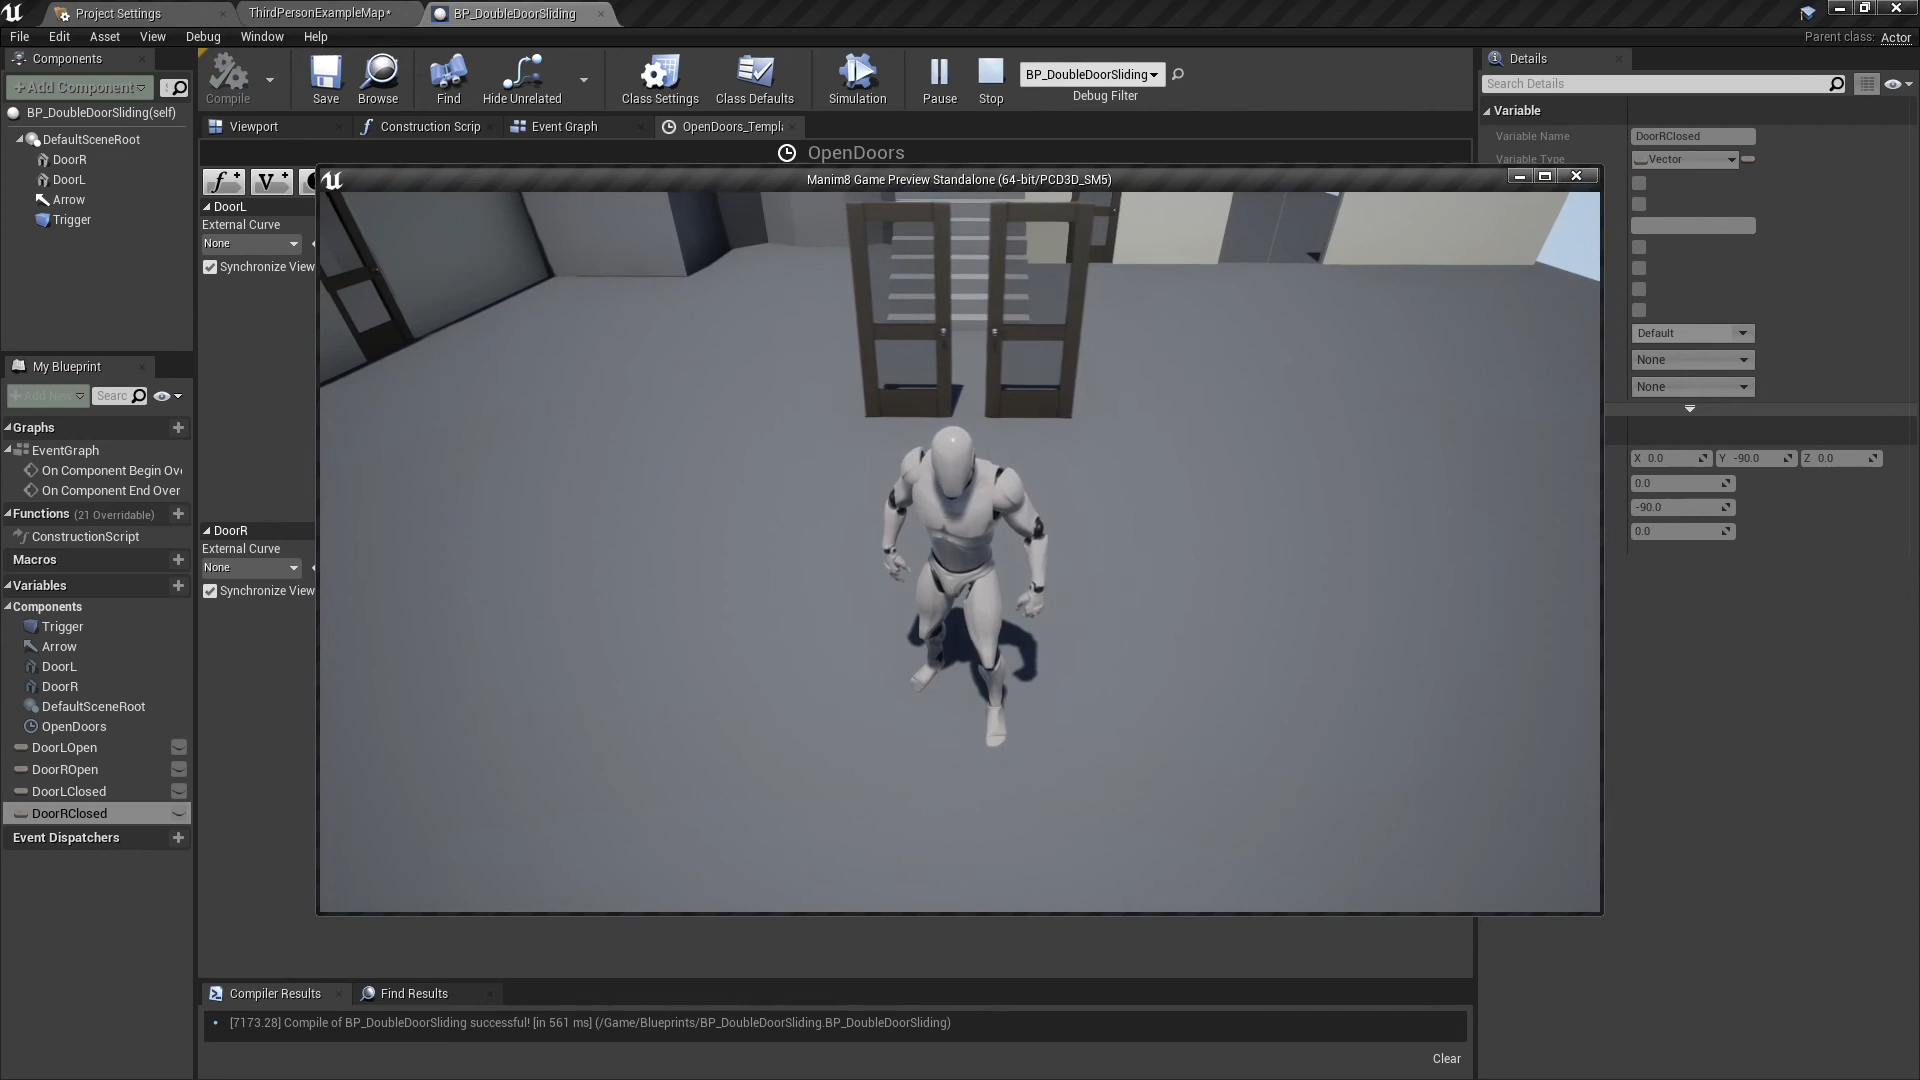 Project Settings
ThirdPersonExampleMap*
BP_DoubleDoorSliding
File
Edit
Asset
View
Debug
Window
Help
Parent class: Actor
Components
+Add Component
BP_DoubleDoorSliding(self)
DefaultSceneRoot
DoorR
DoorL
Arrow
Trigger
Compile
Save
Browse
Find
Hide Unrelated
Class Settings
Class Defaults
Simulation
Pause
Stop
BP_DoubleDoorSliding
Debug Filter
Viewport
Construction Scrip
Event Graph
OpenDoors_Templ
OpenDoors
DoorL
External Curve
None
Synchronize View
DoorR
External Curve
None
Synchronize View
Manim8 Game Preview Standalone (64-bit/PCD3D_SM5)
My Blueprint
+Add New
Searc
Graphs
EventGraph
On Component Begin Ove
On Component End Over
Functions (21 Overridable)
ConstructionScript
Macros
Variables
Components
Trigger
Arrow
DoorL
DoorR
DefaultSceneRoot
OpenDoors
DoorLOpen
DoorROpen
DoorLClosed
DoorRClosed
Event Dispatchers
Details
Search Details
Variable
Variable Name
DoorRClosed
Variable Type
Vector
Default
None
None
X 0.0
Y -90.0
Z 0.0
0.0
-90.0
0.0
Compiler Results
Find Results
[7173.28] Compile of BP_DoubleDoorSliding successful! [in 561 ms] (/Game/Blueprints/BP_DoubleDoorSliding.BP_DoubleDoorSliding)
Clear